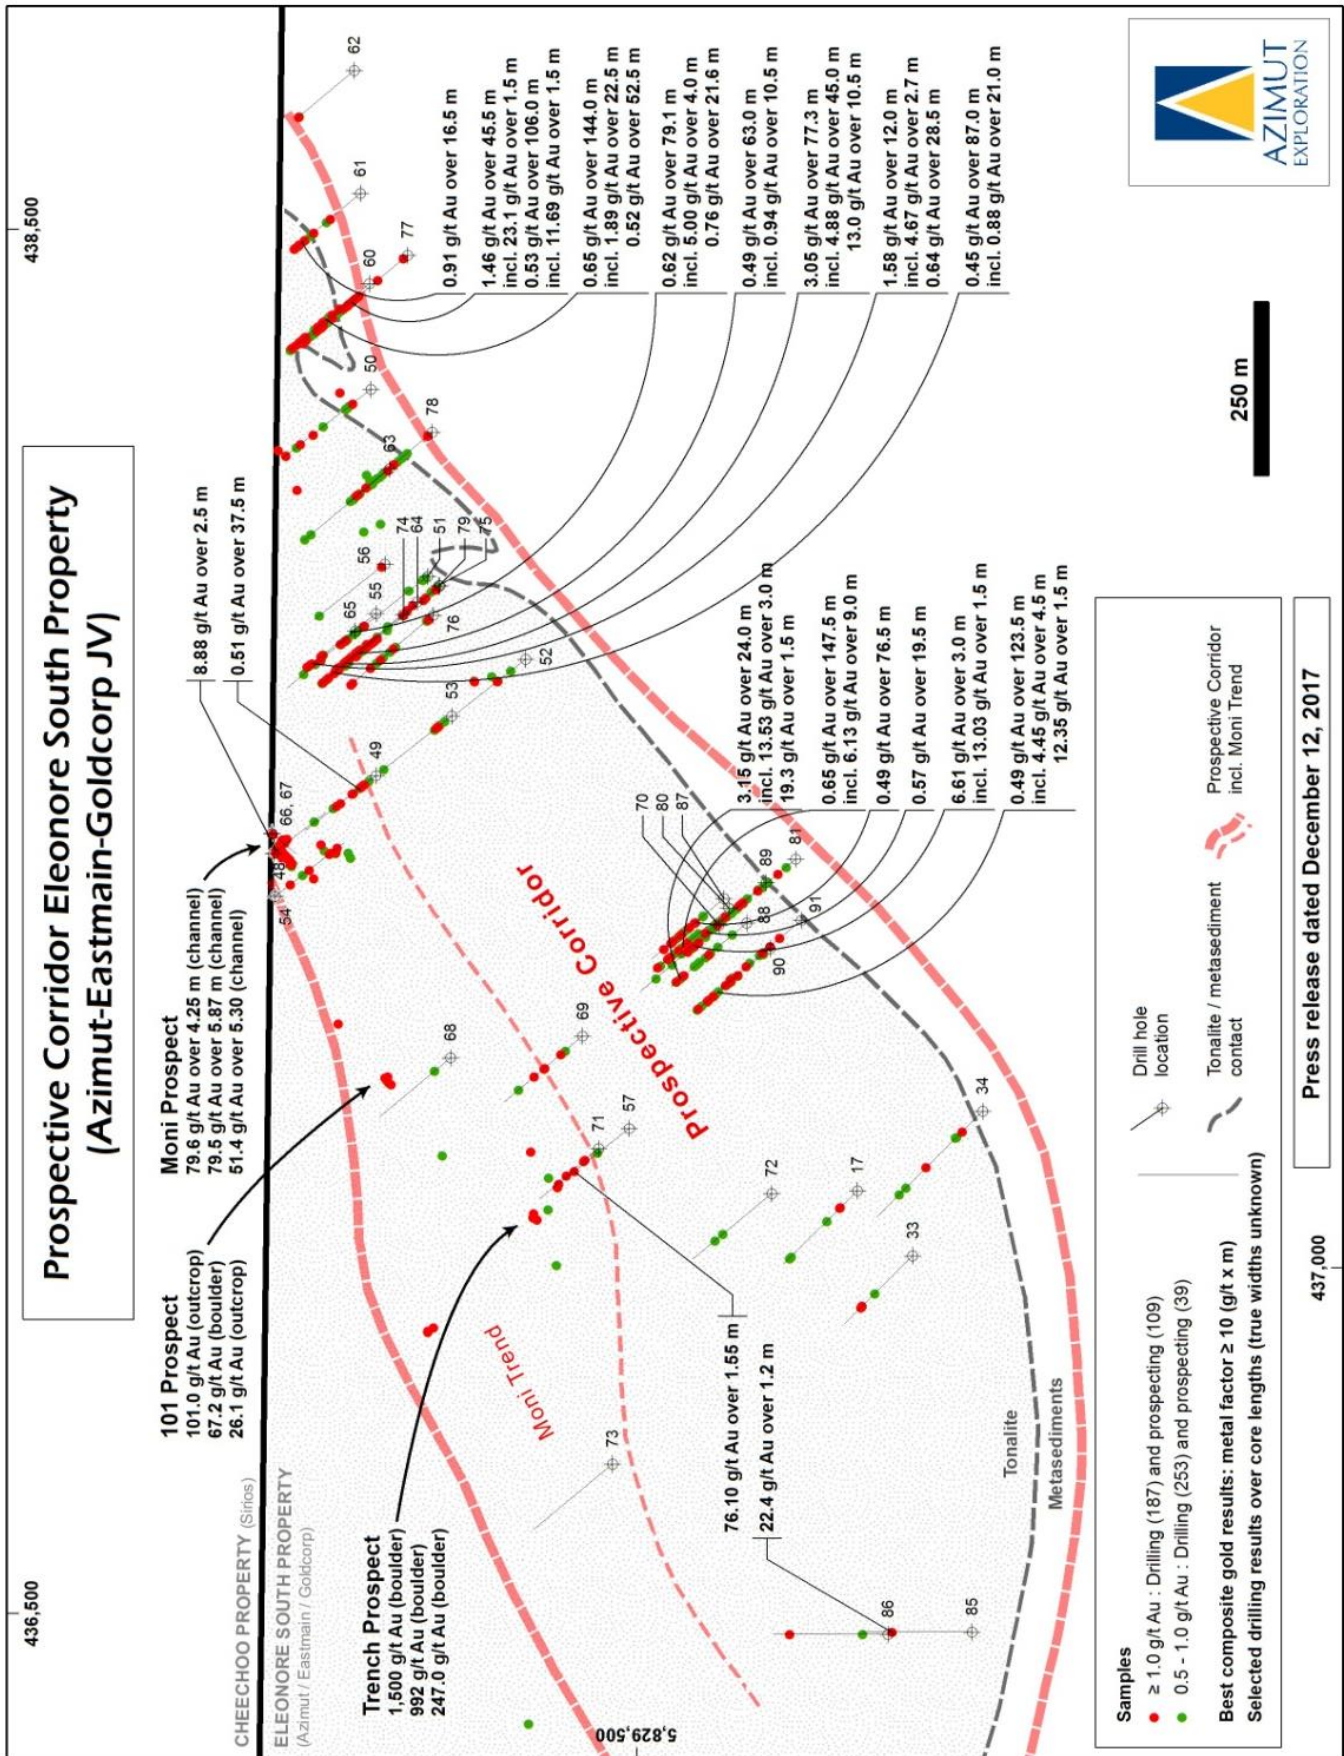 Prospective Corridor Eleonore South Property
(Azimut-Eastmain-Goldcorp JV)
436,500
437,000
438,500
5,829,500
CHEECHOO PROPERTY (Sirios)
ELEONORE SOUTH PROPERTY
(Azimut / Eastmain / Goldcorp)
101 Prospect
101.0 g/t Au (outcrop)
67.2 g/t Au (boulder)
26.1 g/t Au (outcrop)
Moni Prospect
79.6 g/t Au over 4.25 m (channel)
79.5 g/t Au over 5.87 m (channel)
51.4 g/t Au over 5.30 (channel)
8.88 g/t Au over 2.5 m
0.51 g/t Au over 37.5 m
Trench Prospect
1,500 g/t Au (boulder)
992 g/t Au (boulder)
247.0 g/t Au (boulder)
Moni Trend
Prospective Corridor
76.10 g/t Au over 1.55 m
22.4 g/t Au over 1.2 m
0.91 g/t Au over 16.5 m
1.46 g/t Au over 45.5 m
incl. 23.1 g/t Au over 1.5 m
0.53 g/t Au over 106.0 m
incl. 11.69 g/t Au over 1.5 m
0.65 g/t Au over 144.0 m
incl. 1.89 g/t Au over 22.5 m
0.52 g/t Au over 52.5 m
0.62 g/t Au over 79.1 m
incl. 5.00 g/t Au over 4.0 m
0.76 g/t Au over 21.6 m
0.49 g/t Au over 63.0 m
incl. 0.94 g/t Au over 10.5 m
3.05 g/t Au over 77.3 m
incl. 4.88 g/t Au over 45.0 m
13.0 g/t Au over 10.5 m
1.58 g/t Au over 12.0 m
incl. 4.67 g/t Au over 2.7 m
0.64 g/t Au over 28.5 m
0.45 g/t Au over 87.0 m
incl. 0.88 g/t Au over 21.0 m
3.15 g/t Au over 24.0 m
incl. 13.53 g/t Au over 3.0 m
19.3 g/t Au over 1.5 m
0.65 g/t Au over 147.5 m
incl. 6.13 g/t Au over 9.0 m
0.49 g/t Au over 76.5 m
0.57 g/t Au over 19.5 m
6.61 g/t Au over 3.0 m
incl. 13.03 g/t Au over 1.5 m
0.49 g/t Au over 123.5 m
incl. 4.45 g/t Au over 4.5 m
12.35 g/t Au over 1.5 m
62
61
60
77
50
78
63
74
64
51
79
75
56
55
65
76
52
53
49
66, 67
48
54
70
80
87
81
89
88
91
90
69
68
71
57
72
17
34
33
73
86
85
Tonalite
Metasediments
250 m
AZIMUT
EXPLORATION
Samples
≥ 1.0 g/t Au : Drilling (187) and prospecting (109)
0.5 - 1.0 g/t Au : Drilling (253) and prospecting (39)
Best composite gold results: metal factor ≥ 10 (g/t x m)
Selected drilling results over core lengths (true widths unknown)
Drill hole
location
Tonalite / metasediment
contact
Prospective Corridor
incl. Moni Trend
Press release dated December 12, 2017